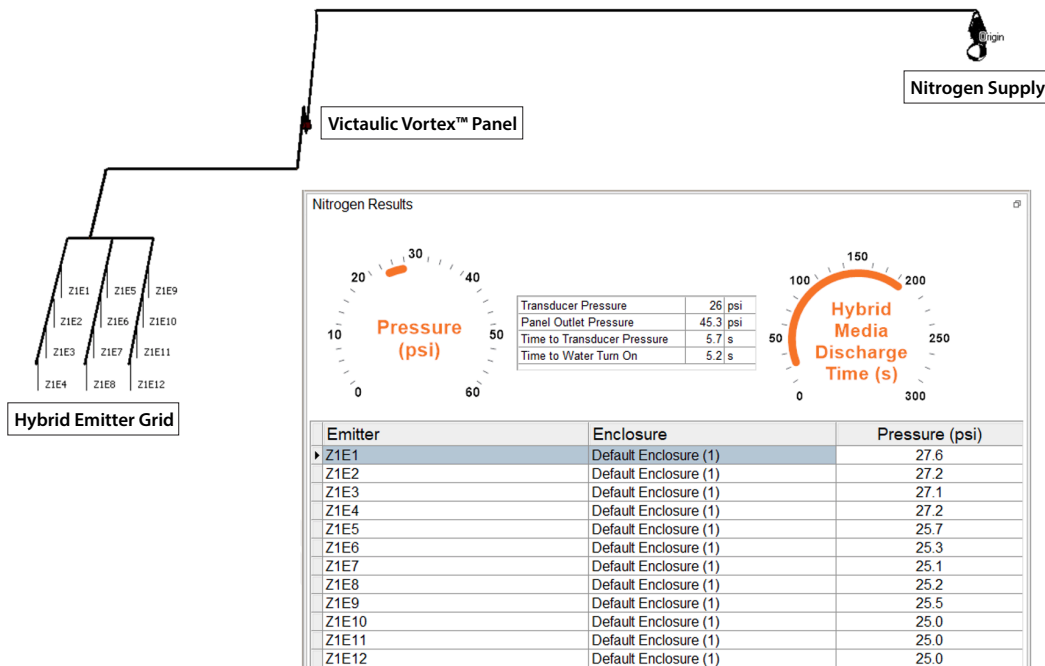 Origin
Nitrogen Supply
Victaulic Vortex™ Panel
Z1E1 Z1E5 Z1E9
Z1E2 Z1E6 Z1E10
Z1E3 Z1E7 Z1E11
Z1E4 Z1E8 Z1E12
Hybrid Emitter Grid
Nitrogen Results
0 10 20 30 40 50 60
Pressure
(psi)
Transducer Pressure 26 psi
Panel Outlet Pressure 45.3 psi
Time to Transducer Pressure 5.7 s
Time to Water Turn On 5.2 s
0 50 100 150 200 250 300
Hybrid
Media
Discharge
Time (s)
Emitter Enclosure Pressure (psi)
Z1E1 Default Enclosure (1) 27.6
Z1E2 Default Enclosure (1) 27.2
Z1E3 Default Enclosure (1) 27.1
Z1E4 Default Enclosure (1) 27.2
Z1E5 Default Enclosure (1) 25.7
Z1E6 Default Enclosure (1) 25.3
Z1E7 Default Enclosure (1) 25.1
Z1E8 Default Enclosure (1) 25.2
Z1E9 Default Enclosure (1) 25.5
Z1E10 Default Enclosure (1) 25.0
Z1E11 Default Enclosure (1) 25.0
Z1E12 Default Enclosure (1) 25.0